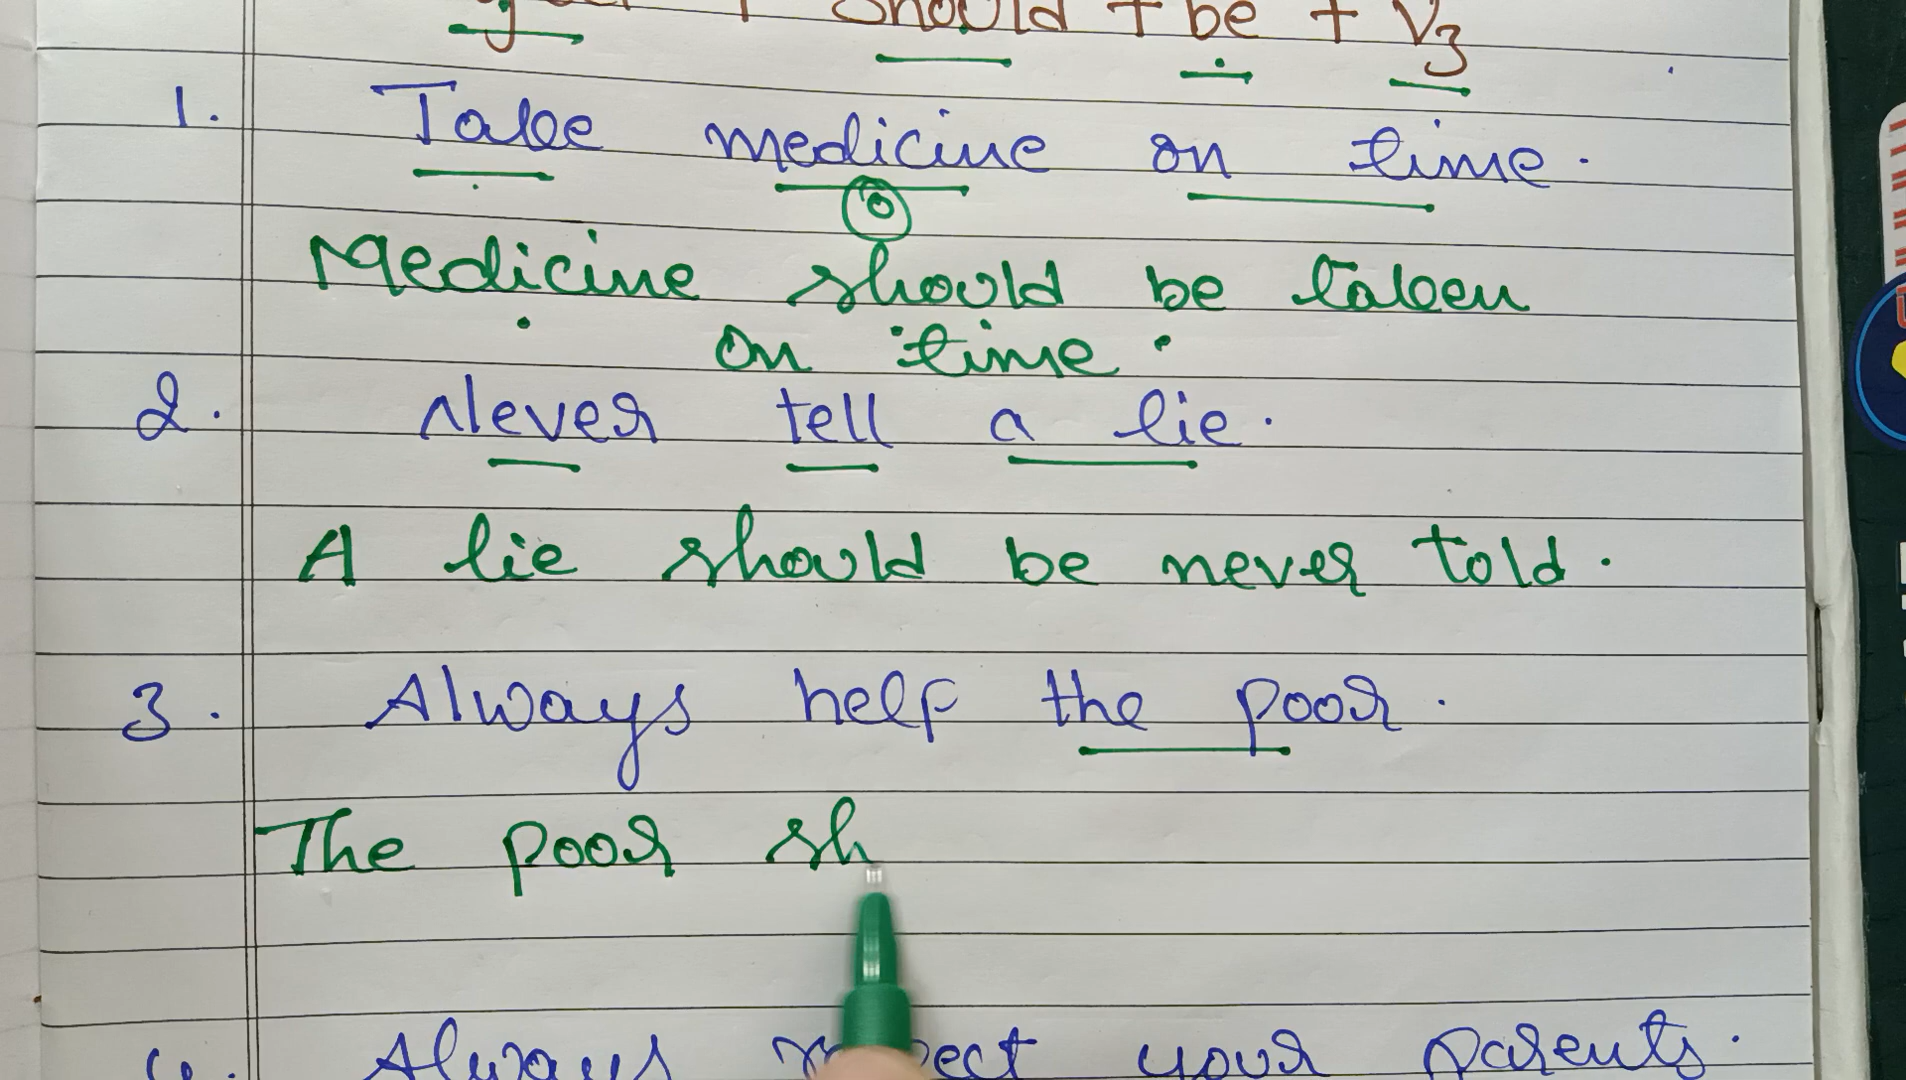 should + be + V3
1. Take medicine on time.
Medicine should be taken
on time.
2. Never tell a lie.
A lie should be never told.
3. Always help the poor.
The poor sh
Always your parents.